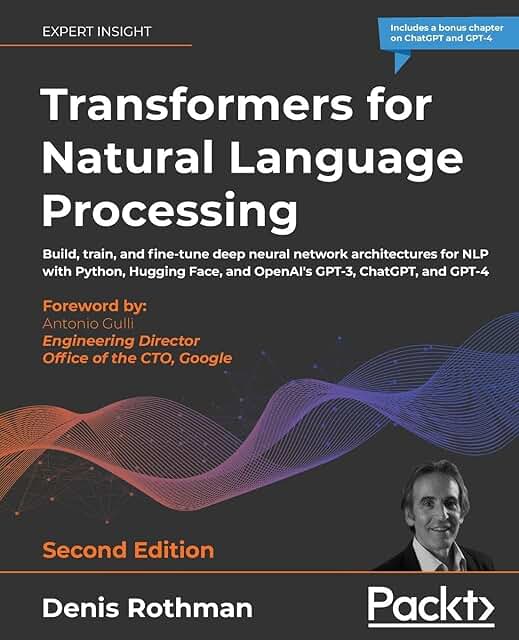 EXPERT INSIGHT
Includes a bonus chapter
on ChatGPT and GPT-4
Transformers for
Natural Language
Processing
Build, train, and fine-tune deep neural network architectures for NLP
with Python, Hugging Face, and OpenAI's GPT-3, ChatGPT, and GPT-4
Foreword by:
Antonio Gulli
Engineering Director
Office of the CTO, Google
Second Edition
Denis Rothman
Packt>